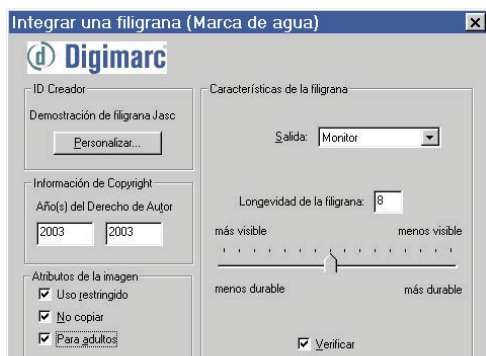 Integrar una filigrana (Marca de agua)
Digimarc
ID Creador
Demostración de filigrana Jasc
Personalizar...
Información de Copyright
Año(s) del Derecho de Autor
2003 2003
Atributos de la imagen
Uso restringido
No copiar
Para adultos
Características de la filigrana
Salida: Monitor
Longevidad de la filigrana: 8
más visible menos visible
menos durable más durable
Verificar